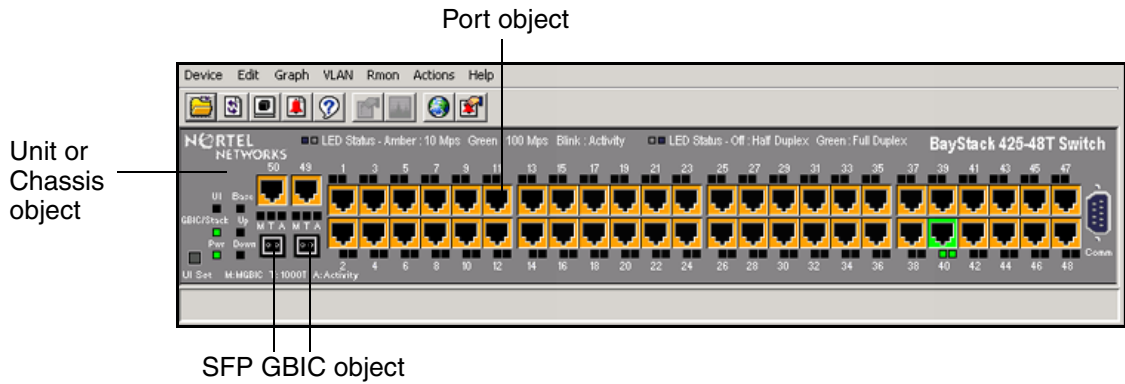 Port object
Device Edit Graph VLAN Rmon Actions Help
NORTEL
NETWORKS
LED Status - Amber : 10 Mps Green : 100 Mps Blink : Activity
LED Status - Off : Half Duplex Green : Full Duplex
BayStack 425-48T Switch
50 49 1 3 5 7 9 11 13 15 17 19 21 23 25 27 29 31 33 35 37 39 41 43 45 47
Unit or
Chassis
object
UI Base
GBIC/Stack Up
M T A M T A
Pwr Down
Comm
UI Set M:MGBIC T:1000T A:Activity
2 4 6 8 10 12 14 16 18 20 22 24 26 28 30 32 34 36 38 40 42 44 46 48
SFP GBIC object